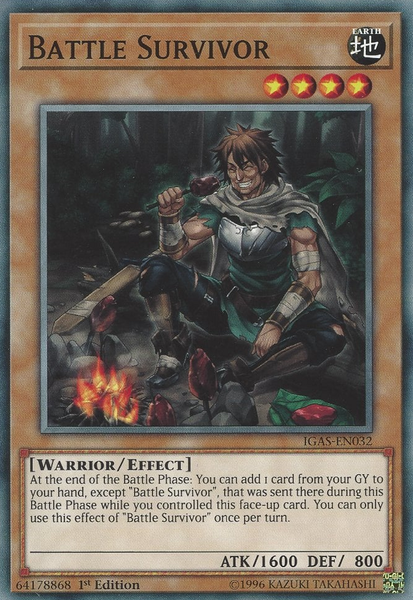 BATTLE SURVIVOR
EARTH
地
IGAS-EN032
[WARRIOR/EFFECT]
At the end of the Battle Phase: You can add 1 card from your GY to
your hand, except "Battle Survivor", that was sent there during this
Battle Phase while you controlled this face-up card. You can only
use this effect of "Battle Survivor" once per turn.
ATK/1600 DEF/ 800
64178868 1st Edition ©1996 KAZUKI TAKAHASHI